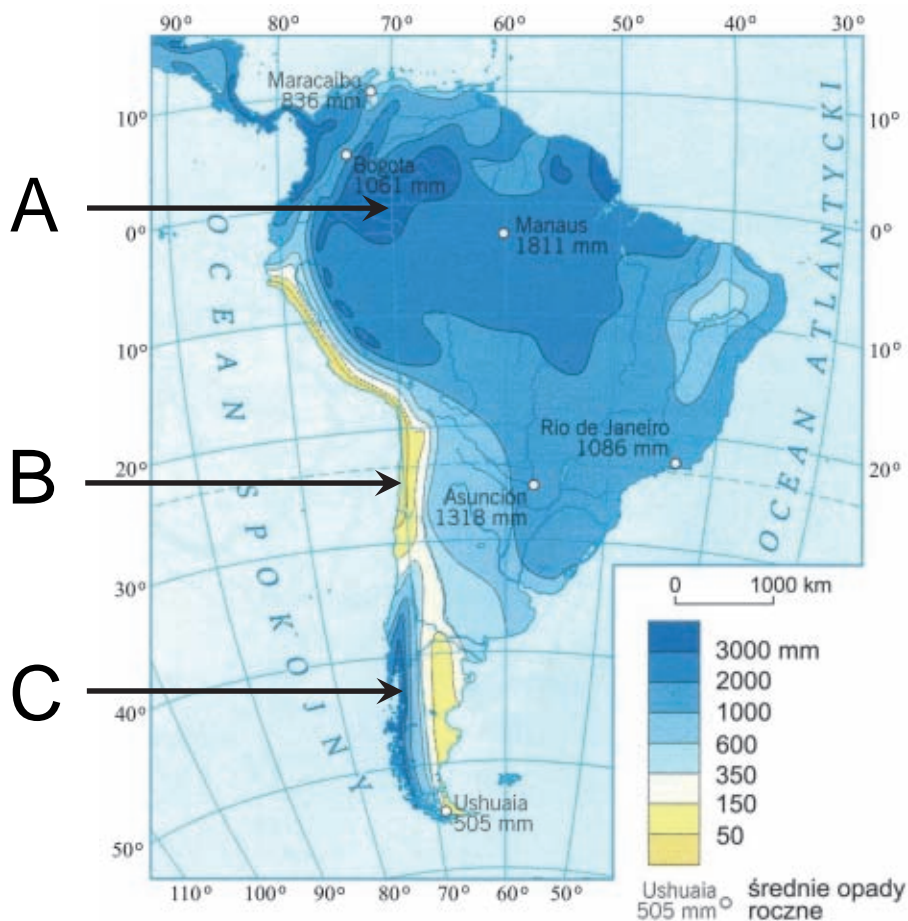 90° 80° 70° 60° 50° 40° 30°
Maracaibo
836 mm
10° 10°
Bogota
1061 mm
A
Manaus
1811 mm
0° 0°
OCEAN SPOKOJNY
OCEAN ATLANTYCKI
10° 10°
Rio de Janeiro
1086 mm
B
20° 20°
Asunción
1318 mm
30°
0 1000 km
3000 mm
2000
1000
600
350
150
50
C
40°
Ushuaia
505 mm
50°
110° 100° 90° 80° 70° 60° 50°
Ushuaia
505 mm
średnie opady
roczne